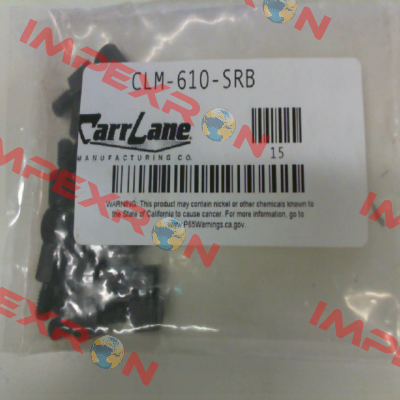 CLM-610-SRB
CarrLane
MANUFACTURING CO.
15
WARNING: This product may contain nickel or other chemicals known to
the State of California to cause cancer. For more information, go to
www.P65Warnings.ca.gov.
IMPEXRON
IMPEXRON
IMPEXRON